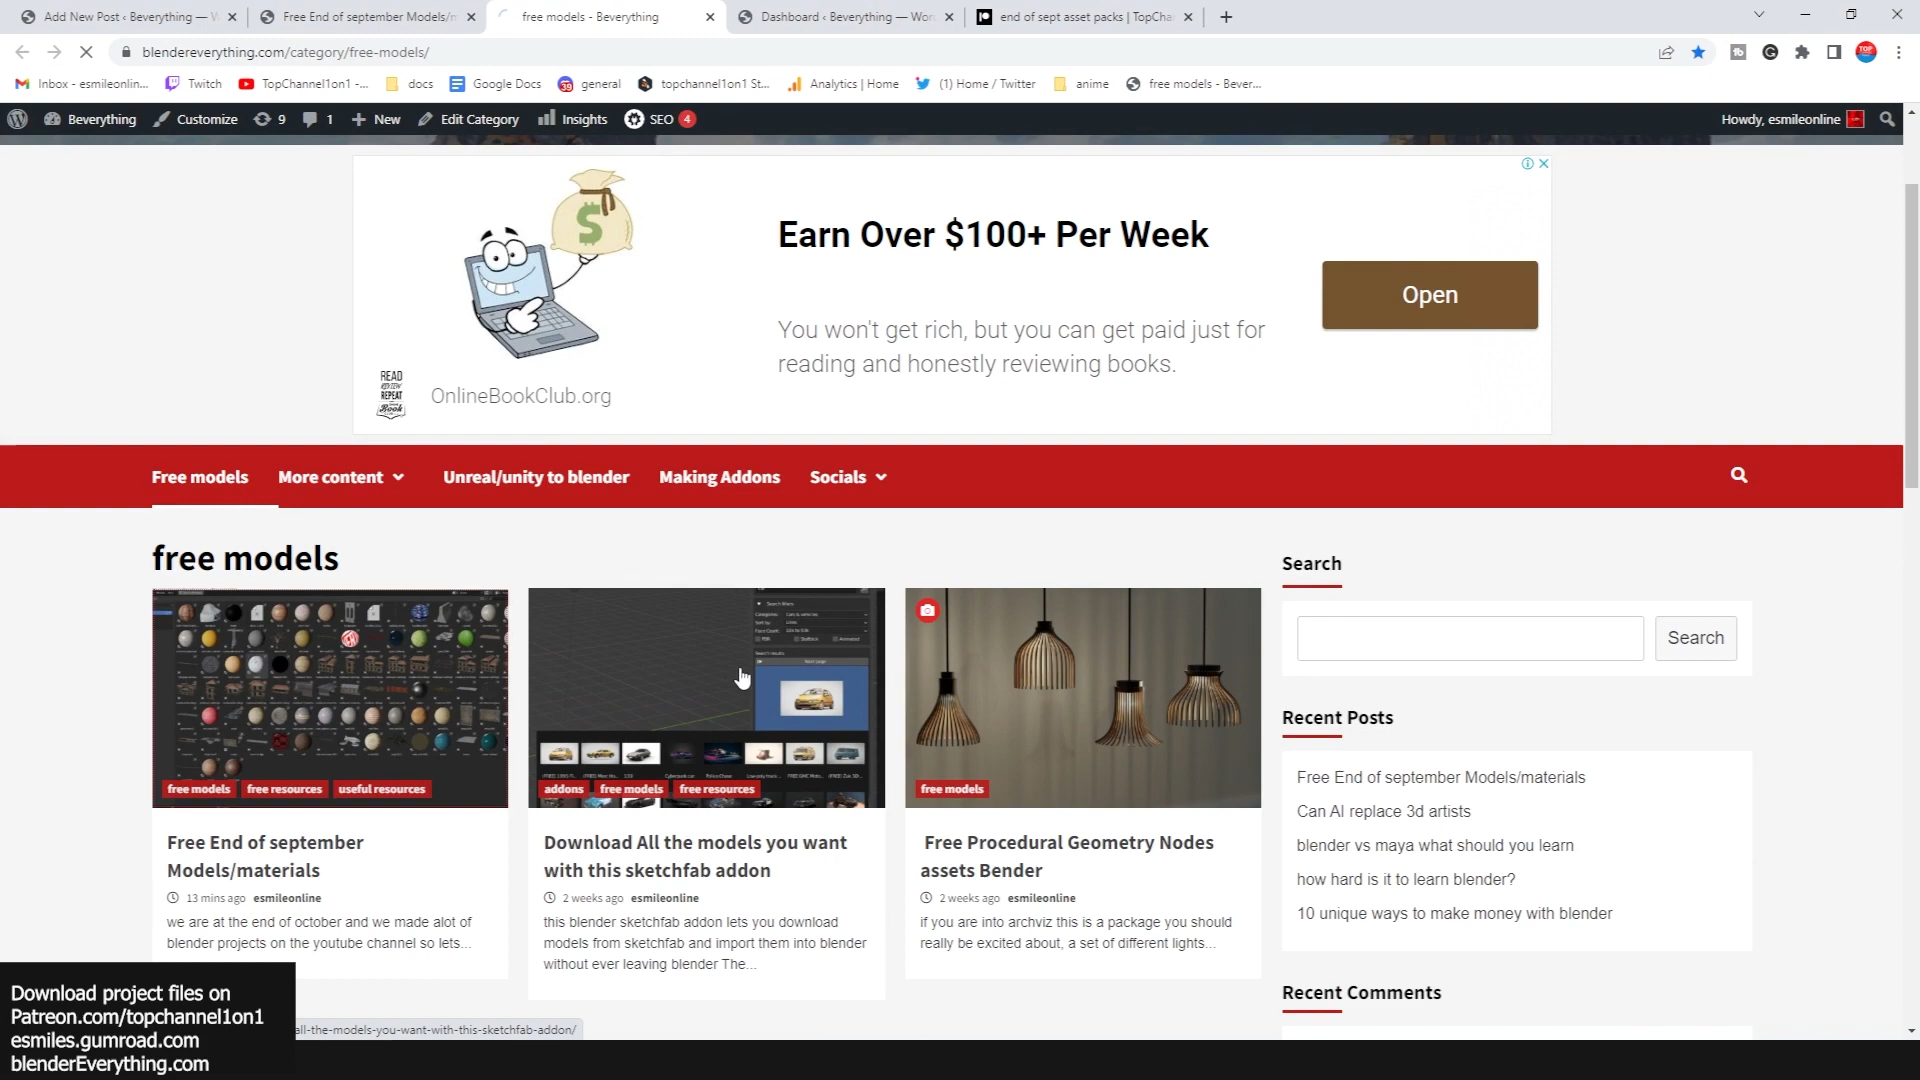 Add New Post ‹ Beverything — W
Free End of september Models/m
free models - Beverything
Dashboard ‹ Beverything — Wor
end of sept asset packs | TopCha
blendereverything.com/category/free-models/
Inbox - esmileonlin...
Twitch
TopChannel1on1 -...
docs
Google Docs
39
general
topchannel1on1 St...
Analytics | Home
(1) Home / Twitter
anime
free models - Bever...
Beverything
Customize
9
1
New
Edit Category
Insights
SEO
4
Howdy, esmileonline
Earn Over $100+ Per Week
Open
You won't get rich, but you can get paid just for
reading and honestly reviewing books.
READ
REVIEW
REPEAT
Book
OnlineBookClub.org
Free models
More content
Unreal/unity to blender
Making Addons
Socials
free models
Search
Search
Recent Posts
Free End of september Models/materials
Can AI replace 3d artists
blender vs maya what should you learn
how hard is it to learn blender?
10 unique ways to make money with blender
Recent Comments
free models
free resources
useful resources
addons
free models
free resources
free models
Free End of september
Models/materials
13 mins ago esmileonline
we are at the end of october and we made alot of
blender projects on the youtube channel so lets...
Download All the models you want
with this sketchfab addon
2 weeks ago esmileonline
this blender sketchfab addon lets you download
models from sketchfab and import them into blender
without ever leaving blender The...
Free Procedural Geometry Nodes
assets Bender
2 weeks ago esmileonline
if you are into archviz this is a package you should
really be excited about, a set of different lights...
all-the-models-you-want-with-this-sketchfab-addon/
Download project files on
Patreon.com/topchannel1on1
esmiles.gumroad.com
blenderEverything.com